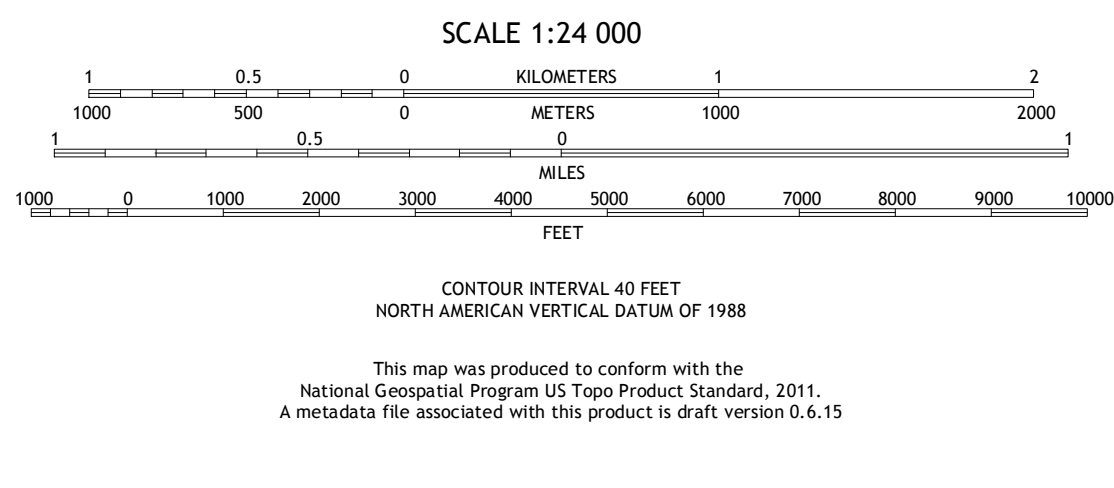 SCALE 1:24 000
1 0.5 0 KILOMETERS 1 2
1000 500 0 METERS 1000 2000
1 0.5 0 1
MILES
1000 0 1000 2000 3000 4000 5000 6000 7000 8000 9000 10000
FEET
CONTOUR INTERVAL 40 FEET
NORTH AMERICAN VERTICAL DATUM OF 1988
This map was produced to conform with the
National Geospatial Program US Topo Product Standard, 2011.
A metadata file associated with this product is draft version 0.6.15